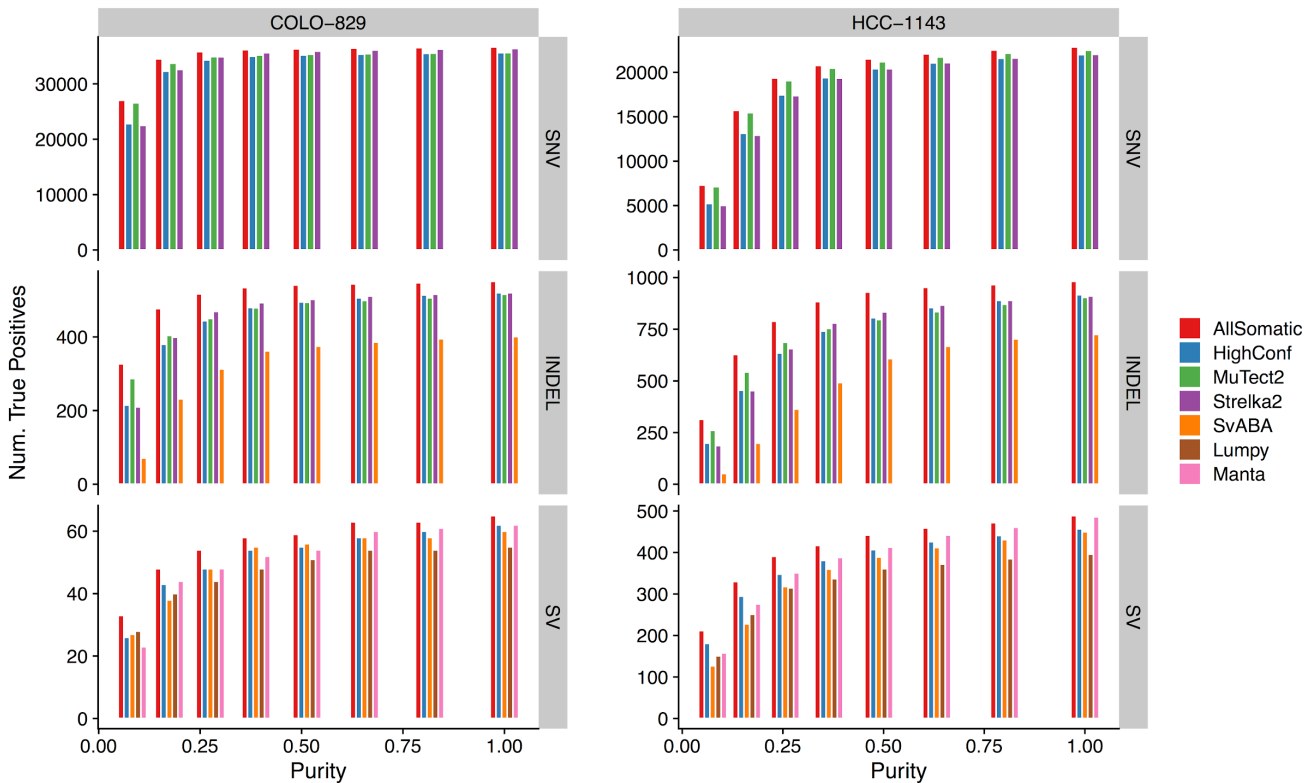 COLO-829
HCC-1143
Num. True Positives
30000
20000
10000
0
SNV
20000
15000
10000
5000
0
SNV
400
200
0
INDEL
1000
750
500
250
0
INDEL
60
40
20
0
SV
500
400
300
200
100
0
SV
0.00 0.25 0.50 0.75 1.00
Purity
0.00 0.25 0.50 0.75 1.00
Purity
AllSomatic
HighConf
MuTect2
Strelka2
SvABA
Lumpy
Manta